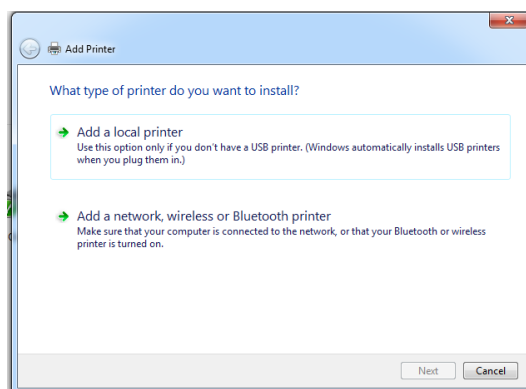 Add Printer
What type of printer do you want to install?
Add a local printer
Use this option only if you don't have a USB printer. (Windows automatically installs USB printers
when you plug them in.)
Add a network, wireless or Bluetooth printer
Make sure that your computer is connected to the network, or that your Bluetooth or wireless
printer is turned on.
Next
Cancel